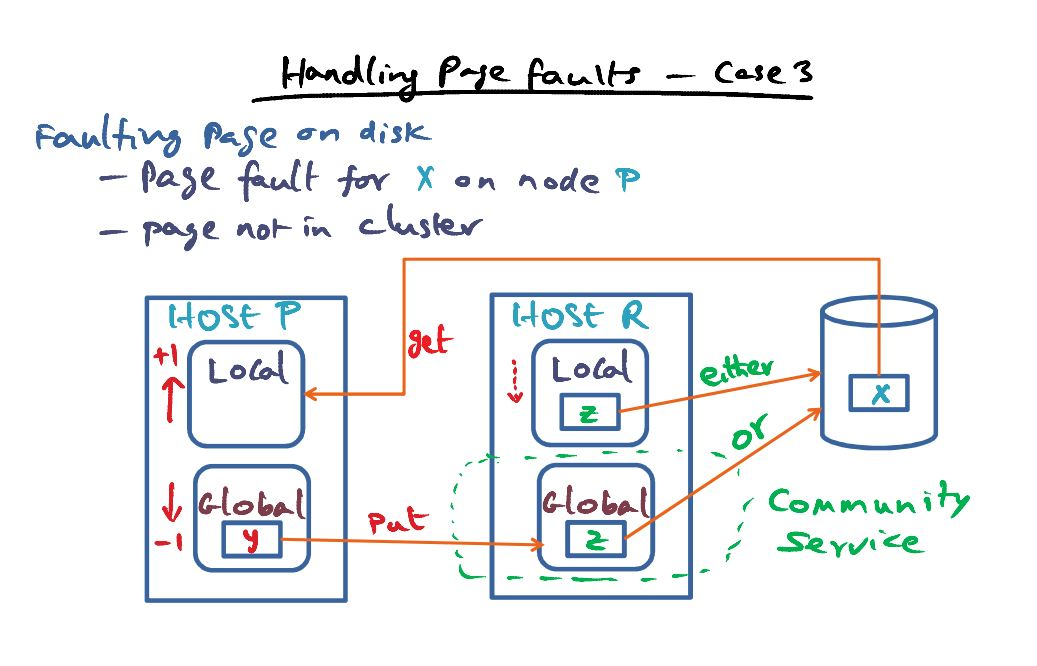 Handling Page faults - Case 3
Faulting Page on disk
- Page fault for X on node P
- page not in cluster
HOST P
+1
Local
Global
y
-1
get
Put
HOST R
Local
z
Global
z
either
or
X
Community
Service